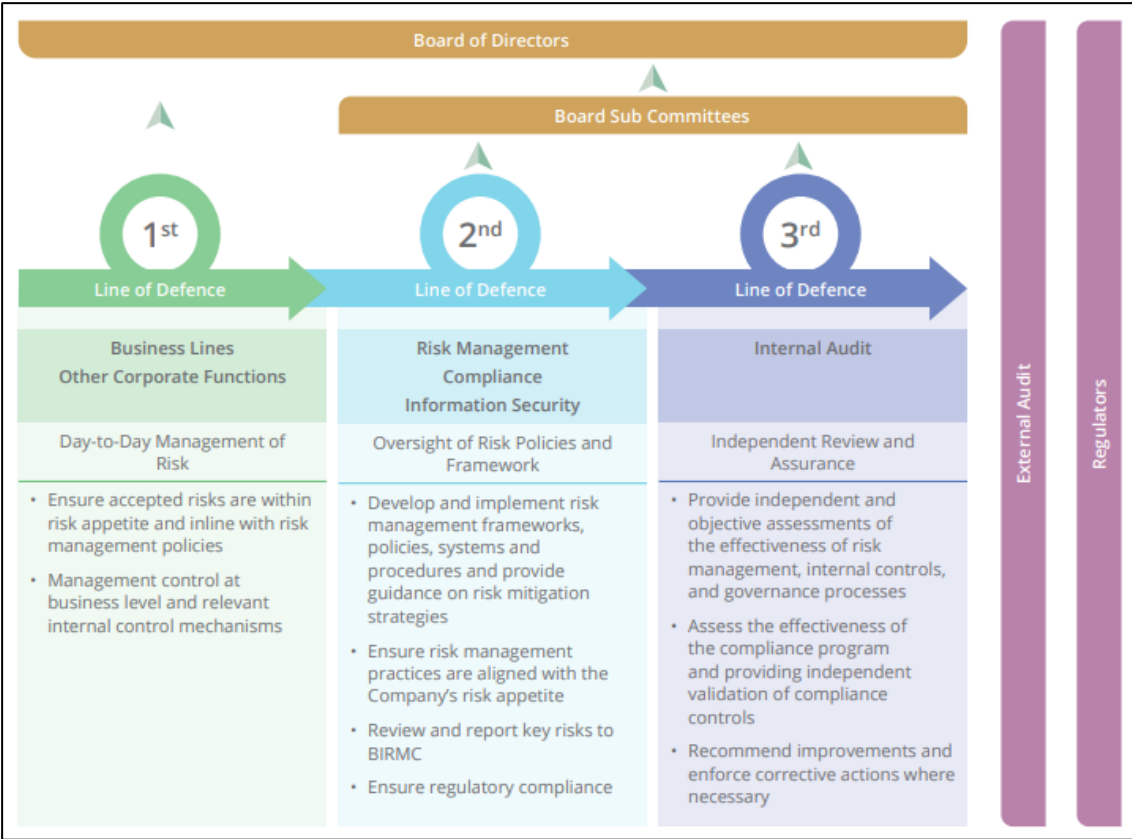 Board of Directors
Board Sub Committees
1st
Line of Defence
Business Lines
Other Corporate Functions
Day-to-Day Management of
Risk
• Ensure accepted risks are within
risk appetite and inline with risk
management policies
• Management control at
business level and relevant
internal control mechanisms
2nd
Line of Defence
Risk Management
Compliance
Information Security
Oversight of Risk Policies and
Framework
• Develop and implement risk
management frameworks,
policies, systems and
procedures and provide
guidance on risk mitigation
strategies
• Ensure risk management
practices are aligned with the
Company's risk appetite
• Review and report key risks to
BIRMC
• Ensure regulatory compliance
3rd
Line of Defence
Internal Audit
Independent Review and
Assurance
• Provide independent and
objective assessments of
the effectiveness of risk
management, internal controls,
and governance processes
• Assess the effectiveness of
the compliance program
and providing independent
validation of compliance
controls
• Recommend improvements and
enforce corrective actions where
necessary
External Audit
Regulators